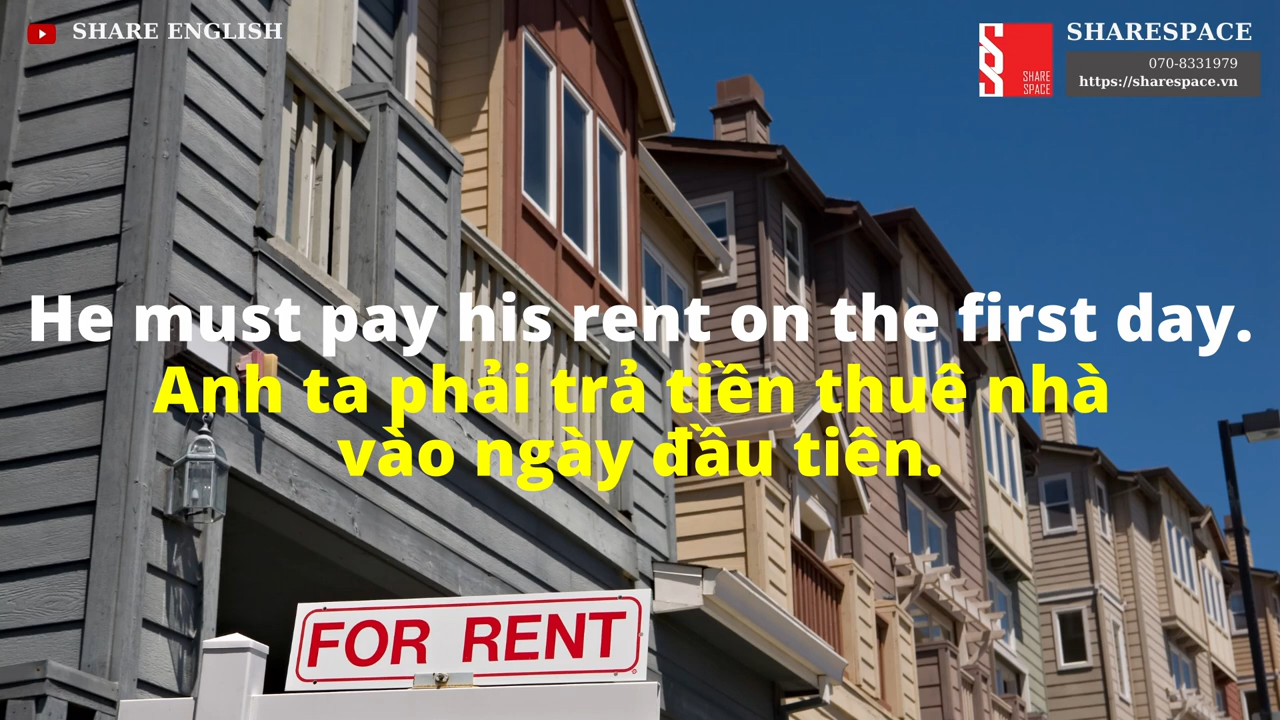 SHARE ENGLISH
SHARE
SPACE
SHARESPACE
070-8331979
https://sharespace.vn
He must pay his rent on the first day.
Anh ta phải trả tiền thuê nhà
vào ngày đầu tiên.
FOR RENT